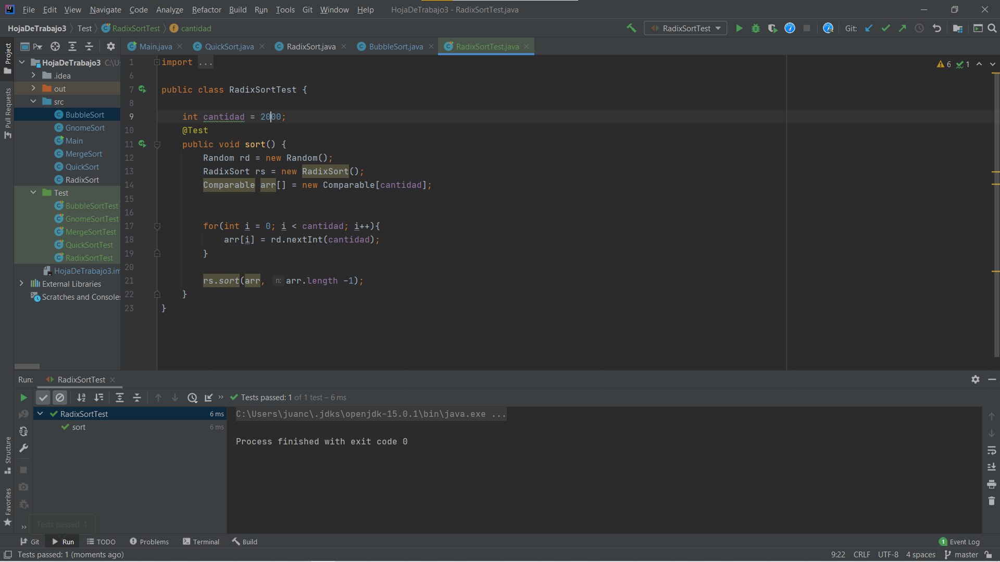 File Edit View Navigate Code Analyze Refactor Build Run Tools Git Window Help HojaDeTrabajo3 - RadixSortTest.java
HojaDeTrabajo3 Test RadixSortTest cantidad RadixSortTest Git:
Project
Pull Requests
Structure
Favorites
P...
Main.java QuickSort.java RadixSort.java BubbleSort.java RadixSortTest.java
HojaDeTrabajo3 C:\U
.idea
out
src
BubbleSort
GnomeSort
Main
MergeSort
QuickSort
RadixSort
Test
BubbleSortTest
GnomeSortTest
MergeSortTest
QuickSortTest
RadixSortTest
HojaDeTrabajo3.im
External Libraries
Scratches and Consoles
6 1
1 import ...
6
7 public class RadixSortTest {
8
9 int cantidad = 2000;
10 @Test
11 public void sort() {
12 Random rd = new Random();
13 RadixSort rs = new RadixSort();
14 Comparable arr[] = new Comparable[cantidad];
15
16
17 for(int i = 0; i < cantidad; i++){
18 arr[i] = rd.nextInt(cantidad);
19 }
20
21 rs.sort(arr, n: arr.length -1);
22 }
23 }
Run: RadixSortTest
Tests passed: 1 of 1 test – 6 ms
RadixSortTest 6 ms
sort 6 ms
C:\Users\juanc\.jdks\openjdk-15.0.1\bin\java.exe ...
Process finished with exit code 0
Tests passed: 1
Git Run TODO Problems Terminal Build 1 Event Log
Tests passed: 1 (moments ago) 9:22 CRLF UTF-8 4 spaces master